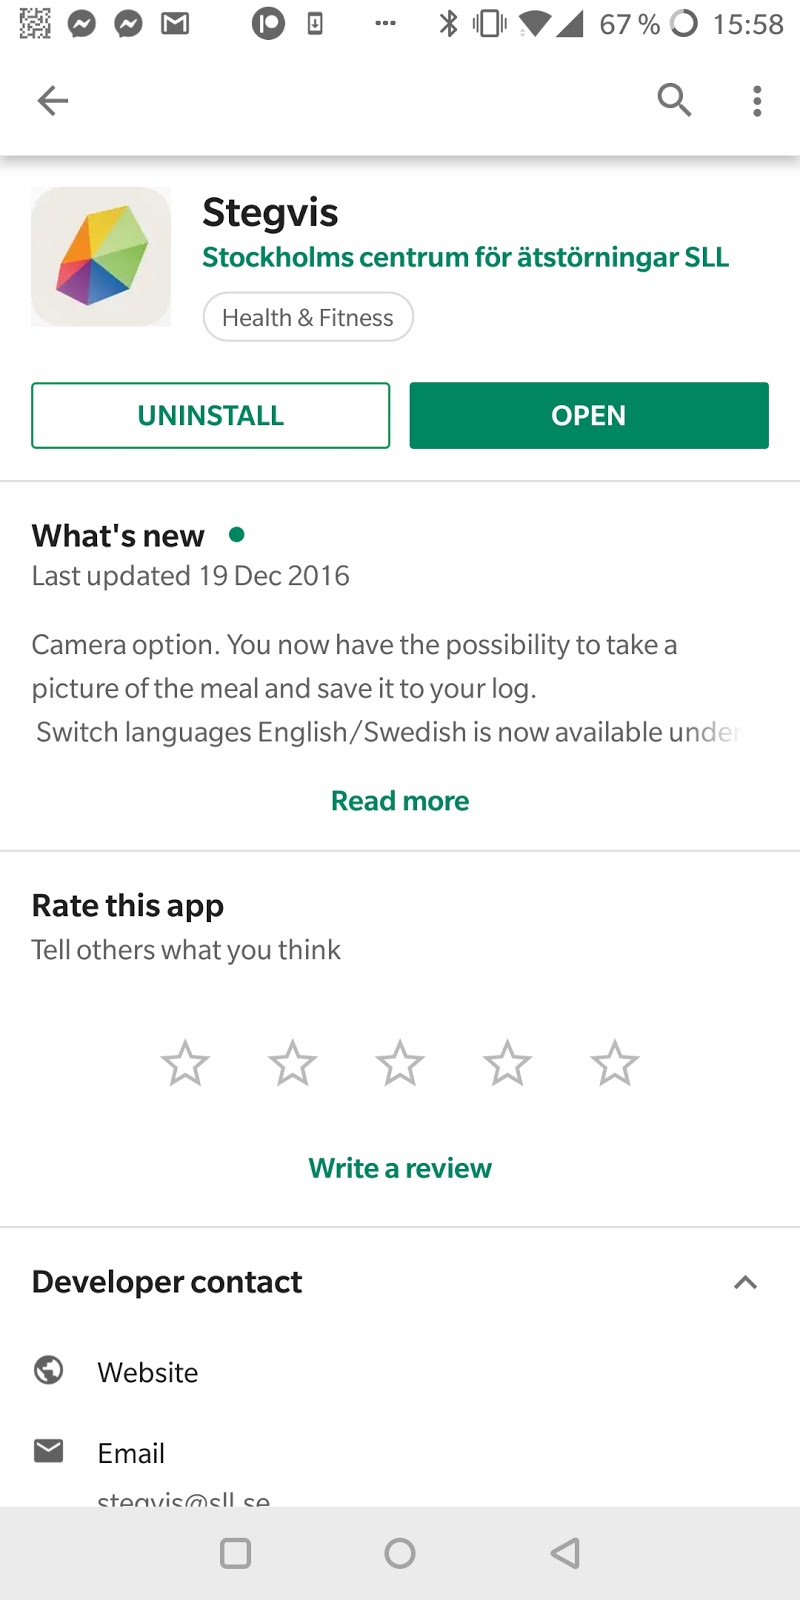 67 % 15:58
Stegvis
Stockholms centrum för ätstörningar SLL
Health & Fitness
UNINSTALL OPEN
What's new
Last updated 19 Dec 2016
Camera option. You now have the possibility to take a
picture of the meal and save it to your log.
Switch languages English/Swedish is now available under
Read more
Rate this app
Tell others what you think
Write a review
Developer contact
Website
Email
stegvis@sll.se